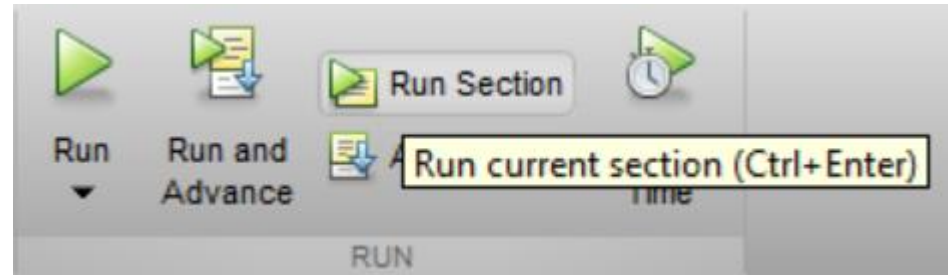 Run Section
Run
Run and
Advance
A
Run current section (Ctrl+Enter)
Time
RUN